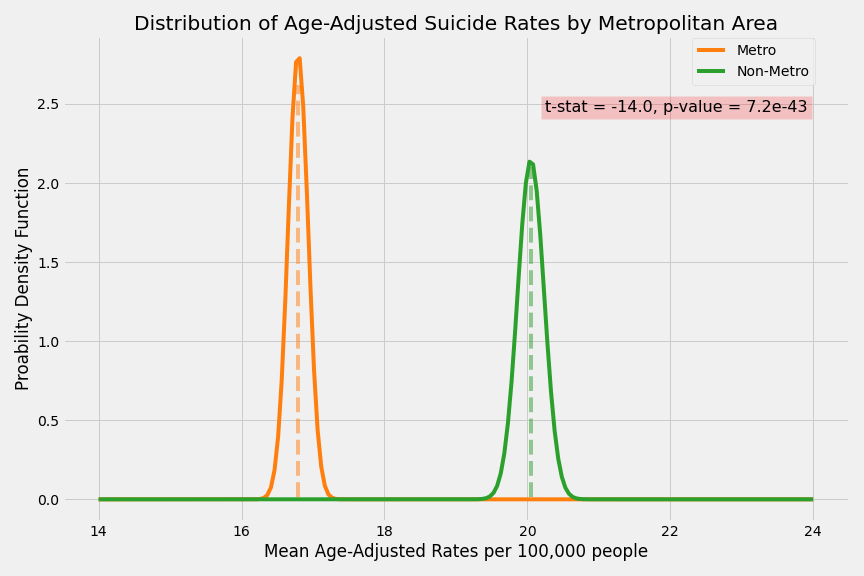 Distribution of Age-Adjusted Suicide Rates by Metropolitan Area
Metro
Non-Metro
t-stat = -14.0, p-value = 7.2e-43
Proability Density Function
2.5
2.0
1.5
1.0
0.5
0.0
14 16 18 20 22 24
Mean Age-Adjusted Rates per 100,000 people